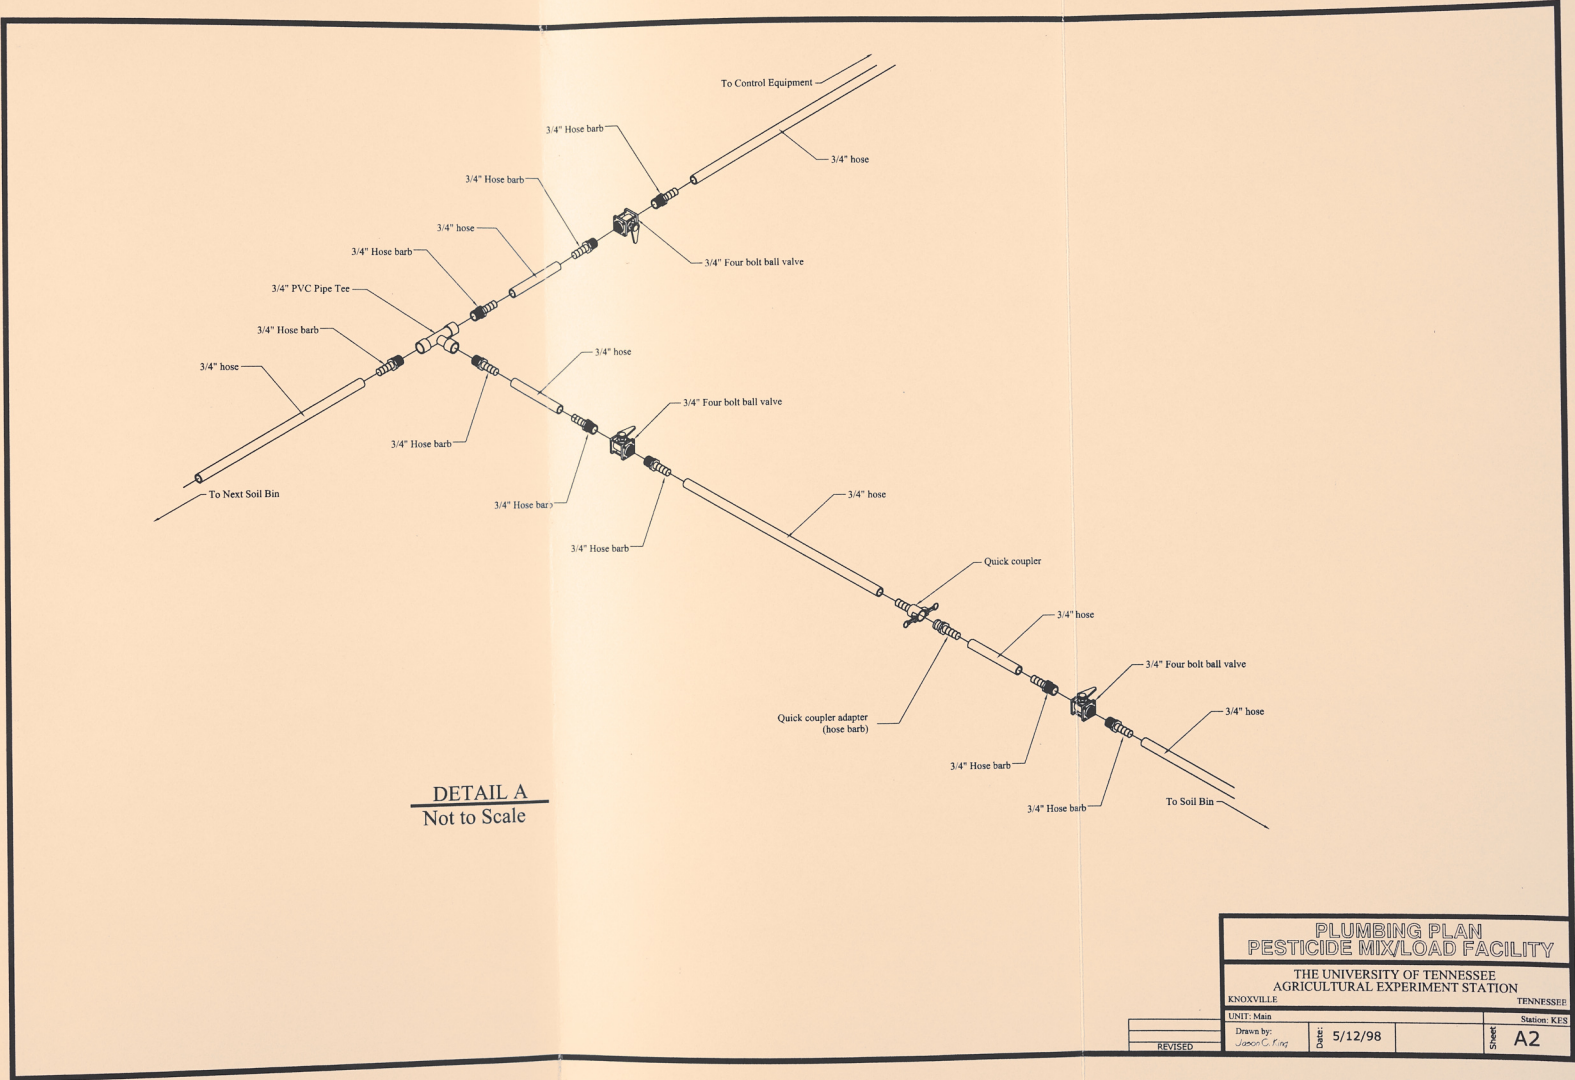 To Control Equipment
3/4" Hose barb
3/4" hose
3/4" Hose barb
3/4" hose
3/4" Hose barb
3/4" Four bolt ball valve
3/4" PVC Pipe Tee
3/4" Hose barb
3/4" hose
3/4" hose
3/4" Four bolt ball valve
3/4" Hose barb
To Next Soil Bin
3/4" hose
3/4" Hose barb
3/4" Hose barb
Quick coupler
3/4" hose
3/4" Four bolt ball valve
3/4" hose
Quick coupler adapter
(hose barb)
3/4" Hose barb
To Soil Bin
3/4" Hose barb
DETAIL A
Not to Scale
PLUMBING PLAN
PESTICIDE MIX/LOAD FACILITY
THE UNIVERSITY OF TENNESSEE
AGRICULTURAL EXPERIMENT STATION
KNOXVILLE TENNESSEE
UNIT: Main Station: KES
Drawn by:
Jason C. King
Date: 5/12/98
Sheet A2
REVISED